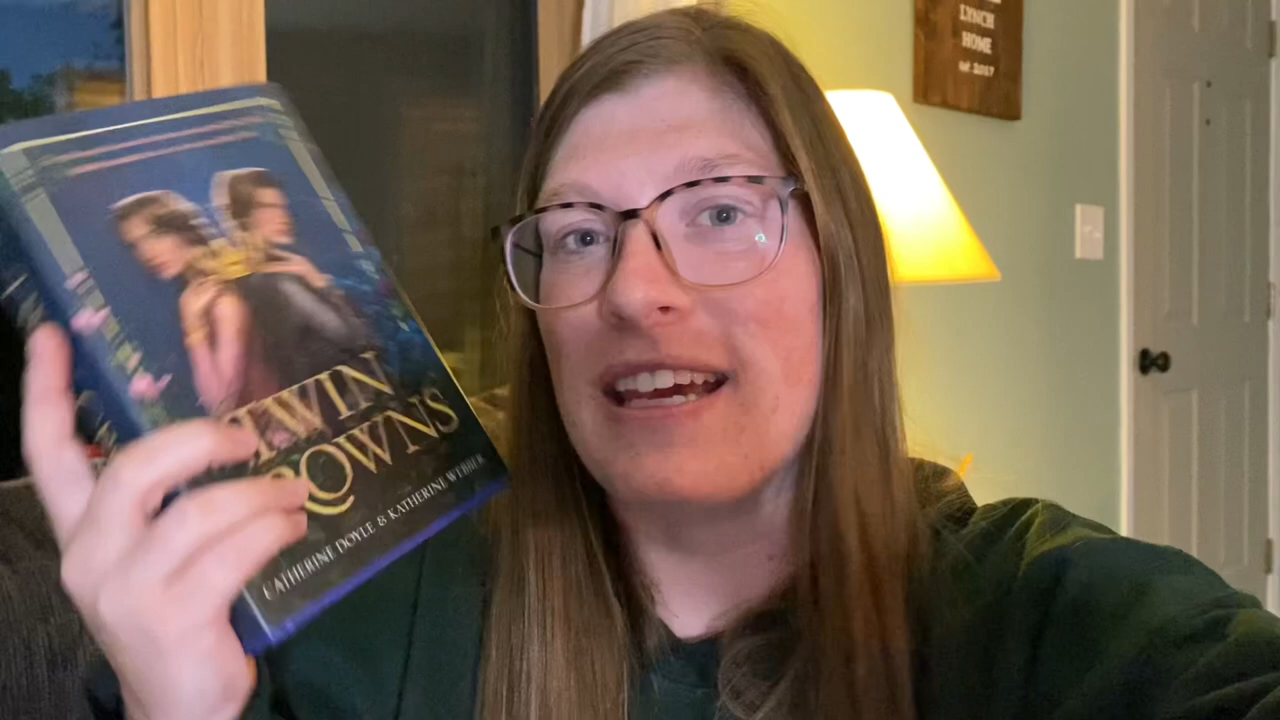 TWIN
CROWNS
CATHERINE DOYLE & KATHERINE WEBBER
LYNCH
HOME
est. 2017